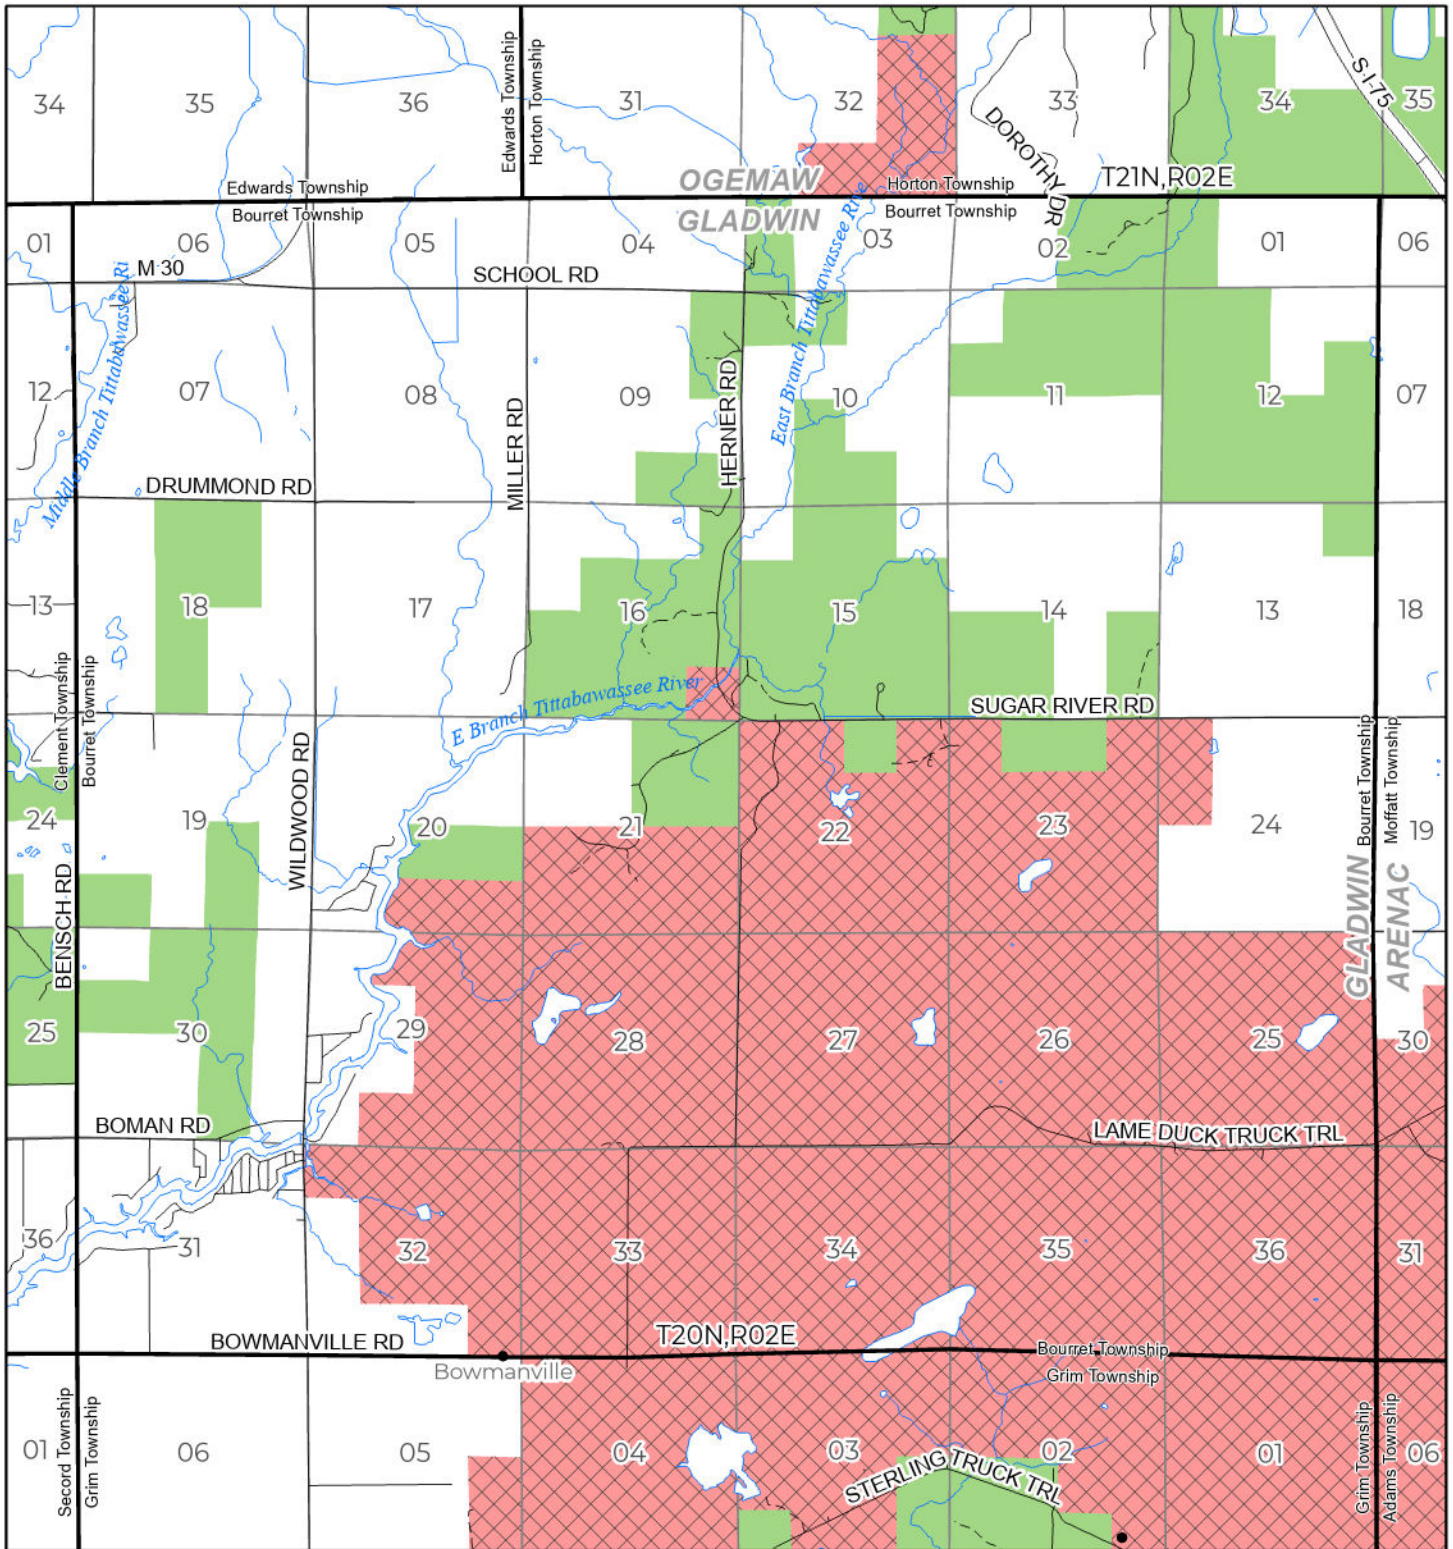 34
35
36
Edwards Township
Horton Township
31
32
33
34
S I-75
35
DOROTHY DR
Edwards Township
OGEMAW
Horton Township
T21N,R02E
Bourret Township
GLADWIN
Bourret Township
01
06
05
04
03
02
01
06
M 30
SCHOOL RD
Middle Branch Tittabawassee Ri
East Branch Tittabawassee River
12
07
08
MILLER RD
09
HERNER RD
10
11
12
07
DRUMMOND RD
13
18
17
16
15
14
13
18
Clement Township
Bourret Township
E Branch Tittabawassee River
SUGAR RIVER RD
Bourret Township
Moffatt Township
24
19
WILDWOOD RD
20
21
22
23
24
19
BENSCH RD
GLADWIN
ARENAC
25
30
29
28
27
26
25
30
BOMAN RD
LAME DUCK TRUCK TRL
36
31
32
33
34
35
36
31
BOWMANVILLE RD
T20N,R02E
Bourret Township
Bowmanville
Grim Township
Secord Township
Grim Township
01
06
05
04
03
02
01
Grim Township
Adams Township
06
STERLING TRUCK TRL